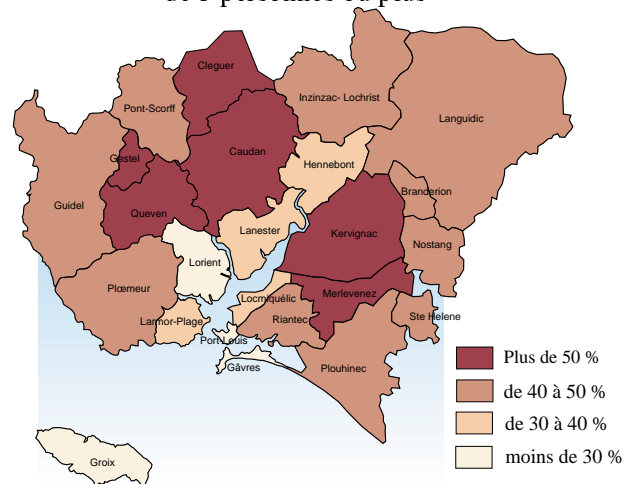 de 3 personnes ou plus
Cleguer
Pont-Scorff
Inzinzac- Lochrist
Languidic
Gestel
Caudan
Hennebont
Branderion
Guidel
Queven
Lanester
Kervignac
Nostang
Lorient
Plœmeur
Locmiquélic
Merlevenez
Larmor-Plage
Riantec
Ste Helene
Port-Louis
Gâvres
Plouhinec
Groix
Plus de 50 %
de 40 à 50 %
de 30 à 40 %
moins de 30 %